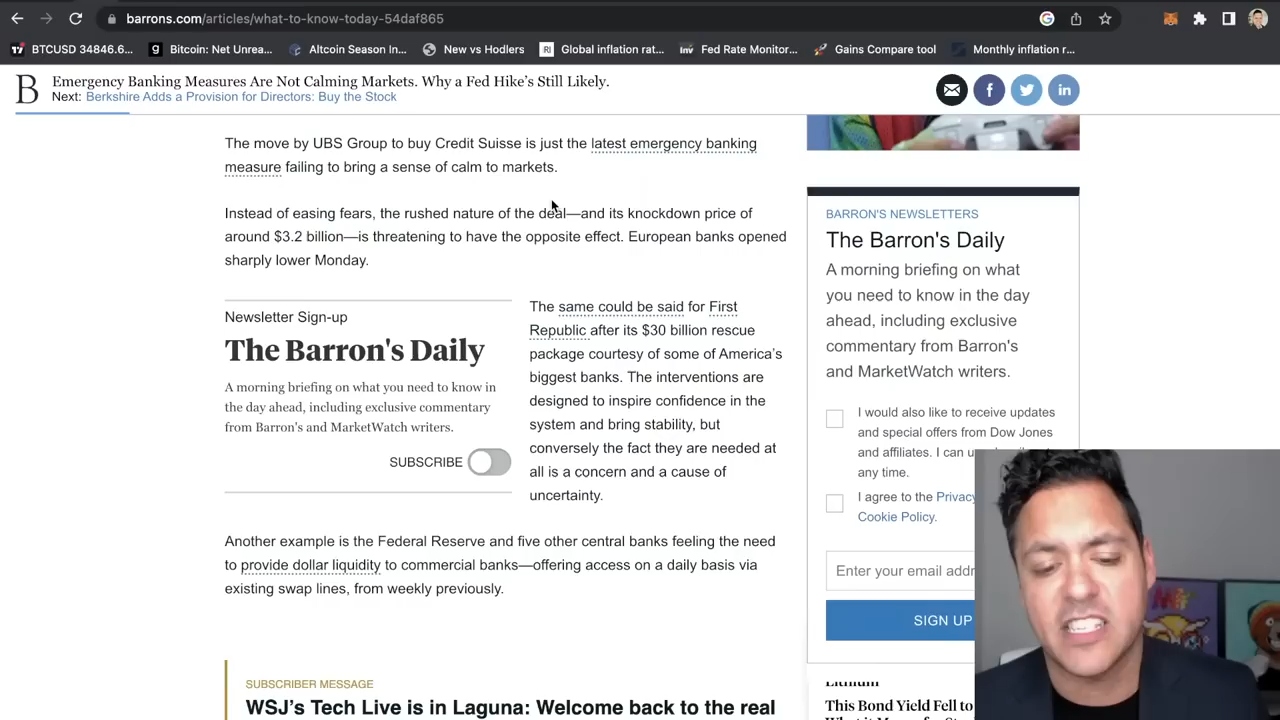 barrons.com/articles/what-to-know-today-54daf865
BTCUSD 34846.6... Bitcoin: Net Unrea... Altcoin Season In... New vs Hodlers Global inflation rat... Fed Rate Monitor... Gains Compare tool Monthly inflation r...
B
Emergency Banking Measures Are Not Calming Markets. Why a Fed Hike's Still Likely.
Next: Berkshire Adds a Provision for Directors: Buy the Stock
The move by UBS Group to buy Credit Suisse is just the latest emergency banking
measure failing to bring a sense of calm to markets.
Instead of easing fears, the rushed nature of the deal—and its knockdown price of
around $3.2 billion—is threatening to have the opposite effect. European banks opened
sharply lower Monday.
Newsletter Sign-up
The Barron's Daily
A morning briefing on what you need to know in
the day ahead, including exclusive commentary
from Barron's and MarketWatch writers.
SUBSCRIBE
The same could be said for First
Republic after its $30 billion rescue
package courtesy of some of America's
biggest banks. The interventions are
designed to inspire confidence in the
system and bring stability, but
conversely the fact they are needed at
all is a concern and a cause of
uncertainty.
Another example is the Federal Reserve and five other central banks feeling the need
to provide dollar liquidity to commercial banks—offering access on a daily basis via
existing swap lines, from weekly previously.
SUBSCRIBER MESSAGE
WSJ's Tech Live is in Laguna: Welcome back to the real
BARRON'S NEWSLETTERS
The Barron's Daily
A morning briefing on what
you need to know in the day
ahead, including exclusive
commentary from Barron's
and MarketWatch writers.
I would also like to receive updates
and special offers from Dow Jones
and affiliates. I can
any time.
I agree to the Privacy
Cookie Policy.
Enter your email addr
SIGN UP
This Bond Yield Fell to